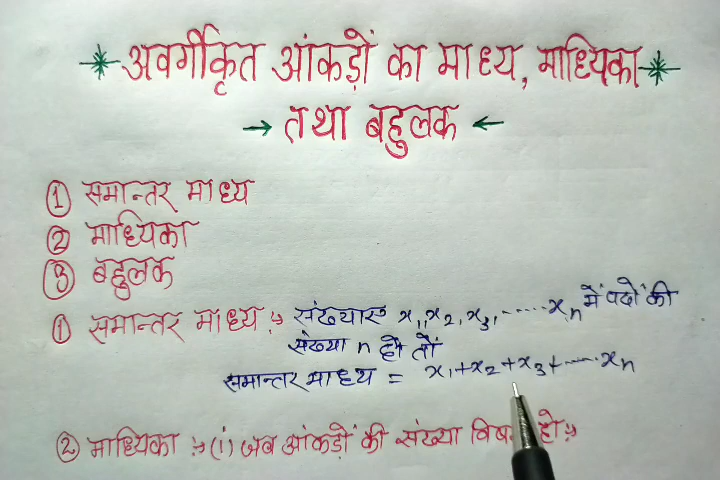 अवर्गीकृत आंकड़ों का माध्य, माध्यिका
→ तथा बहुलक ←
① समान्तर माध्य
② माध्यिका
③ बहुलक
① समान्तर माध्य :→ संख्याएं x₁, x₂, x₃, ------ xₙ में पदों की
संख्या n हो तो
समान्तर माध्य = x₁+x₂+x₃+------xₙ
② माध्यिका :→ (i) जब आंकड़ों की संख्या हो :→